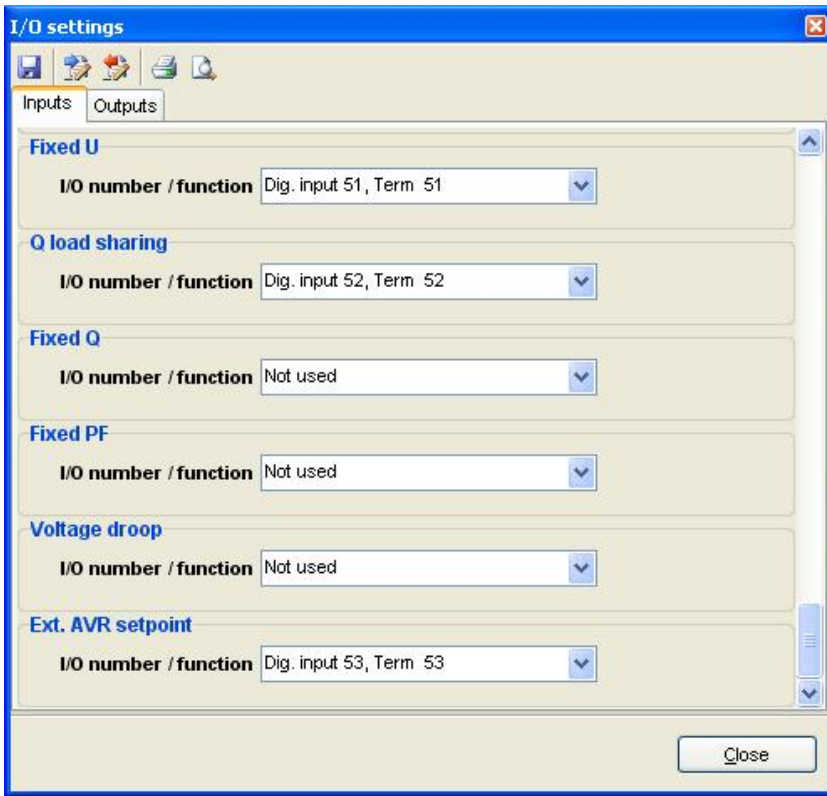 I/O settings
Inputs Outputs
Fixed U
I/O number / function Dig. input 51, Term 51
Q load sharing
I/O number / function Dig. input 52, Term 52
Fixed Q
I/O number / function Not used
Fixed PF
I/O number / function Not used
Voltage droop
I/O number / function Not used
Ext. AVR setpoint
I/O number / function Dig. input 53, Term 53
Close